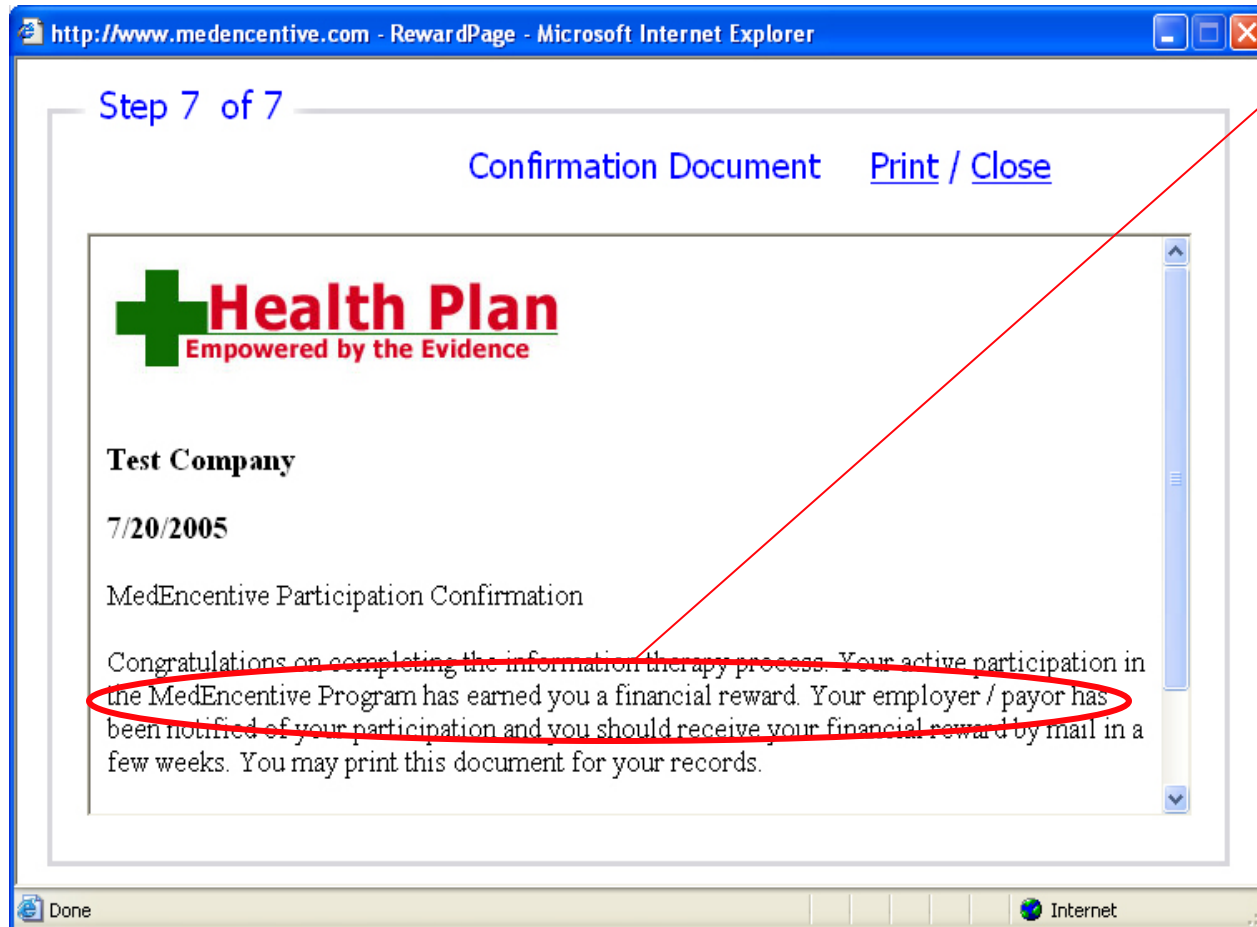 http://www.medencentive.com - RewardPage - Microsoft Internet Explorer
Step 7 of 7
Confirmation Document Print / Close
Health Plan
Empowered by the Evidence
Test Company
7/20/2005
MedEncentive Participation Confirmation
Congratulations on completing the information therapy process. Your active participation in
the MedEncentive Program has earned you a financial reward. Your employer / payor has
been notified of your participation and you should receive your financial reward by mail in a
few weeks. You may print this document for your records.
Done Internet